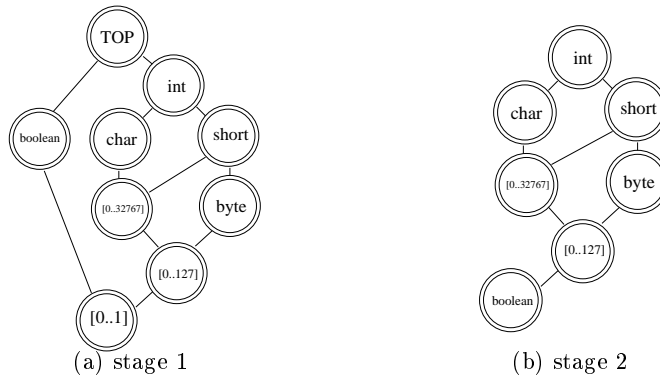 TOP
int
boolean
char
short
[0..32767]
byte
[0..127]
[0..1]
(a) stage 1
int
char
short
[0..32767]
byte
[0..127]
boolean
(b) stage 2